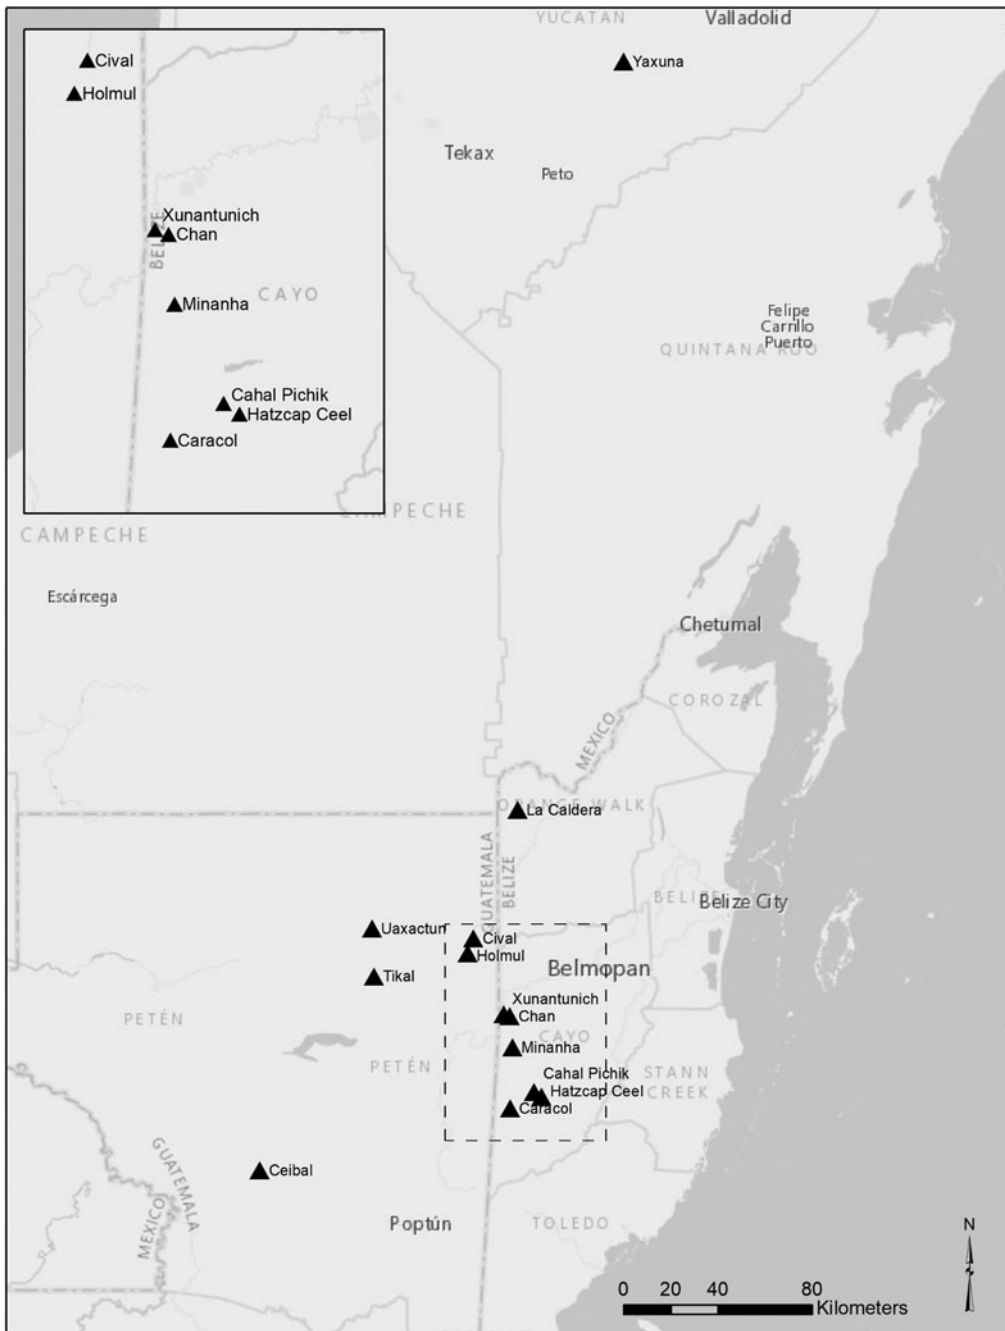 YUCATAN
Valladolid
Yaxuna
Tekax
Peto
Cival
Holmul
Xunantunich
Chan
BELIZE
CAYO
Minanha
Cahal Pichik
Hatzcap Ceel
Caracol
Felipe
Carrillo
Puerto
QUINTANA ROO
CAMPECHE
CAMPECHE
Escárcega
Chetumal
COROZAL
MEXICO
ORANGE WALK
La Caldera
GUATEMALA
BELIZE
BELIZE
Belize City
Uaxactun
Cival
Holmul
Belmopan
Tikal
Xunantunich
Chan
CAYO
PETÉN
PETÉN
Minanha
STANN
CREEK
Cahal Pichik
Hatzcap Ceel
Caracol
Ceibal
GUATEMALA
MEXICO
Poptún
TOLEDO
N
0 20 40 80
Kilometers